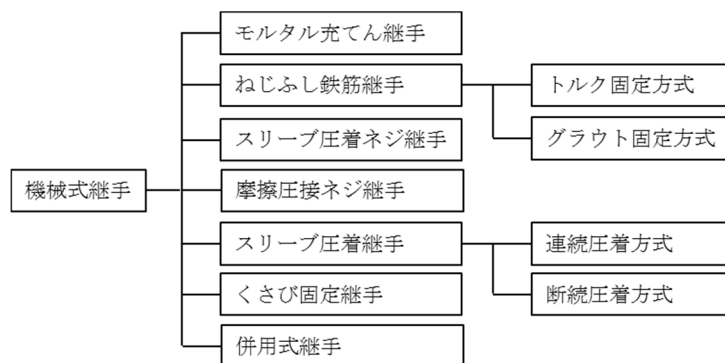 モルタル充てん継手
ねじふし鉄筋継手
トルク固定方式
グラウト固定方式
スリーブ圧着ネジ継手
機械式継手
摩擦圧接ネジ継手
スリーブ圧着継手
連続圧着方式
断続圧着方式
くさび固定継手
併用式継手